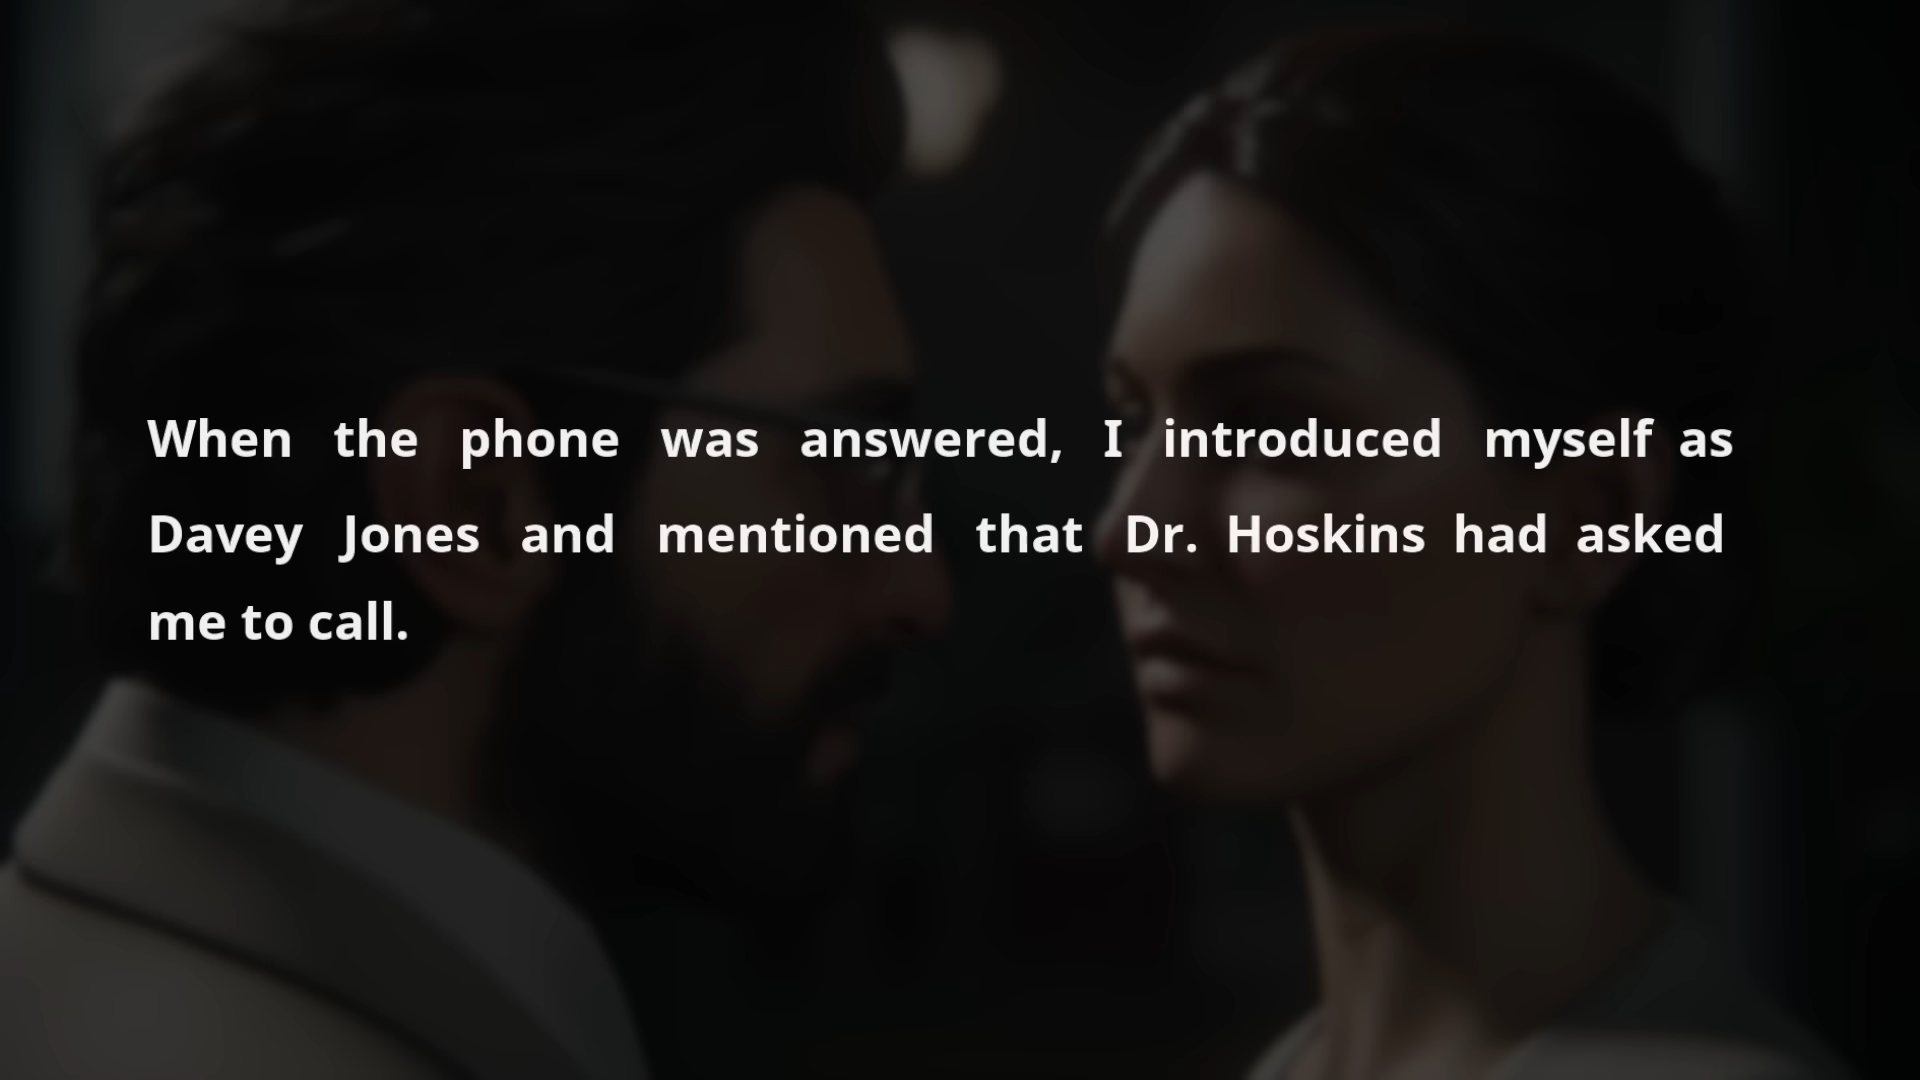 When the phone was answered, I introduced myself as
Davey Jones and mentioned that Dr. Hoskins had asked
me to call.